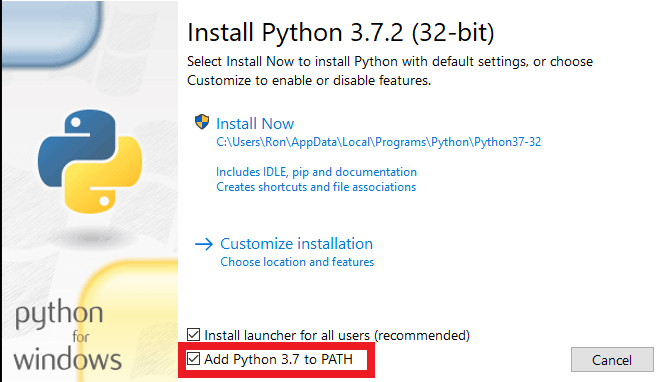 Install Python 3.7.2 (32-bit)
Select Install Now to install Python with default settings, or choose
Customize to enable or disable features.
Install Now
C:\Users\Ron\AppData\Local\Programs\Python\Python37-32
Includes IDLE, pip and documentation
Creates shortcuts and file associations
Customize installation
Choose location and features
Install launcher for all users (recommended)
Add Python 3.7 to PATH
Cancel
python
for
windows